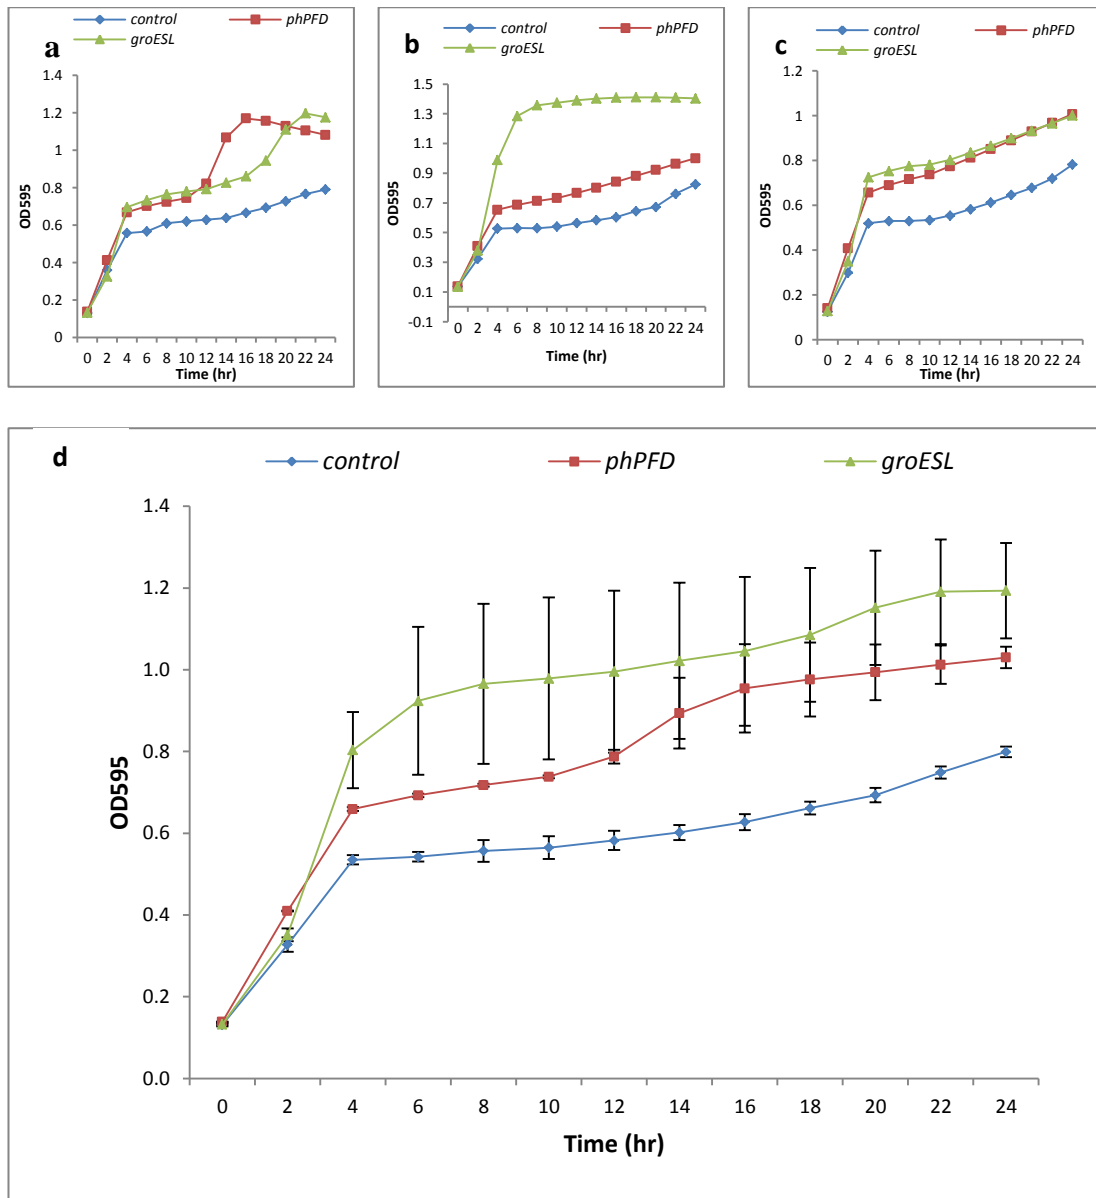 a
control phPFD
groESL
OD595
1.4
1.2
1
0.8
0.6
0.4
0.2
0
0 2 4 6 8 10 12 14 16 18 20 22 24
Time (hr)
b
control phPFD
groESL
OD595
1.5
1.3
1.1
0.9
0.7
0.5
0.3
0.1
-0.1
0 2 4 6 8 10 12 14 16 18 20 22 24
Time (hr)
c
control phPFD
groESL
OD595
1.2
1
0.8
0.6
0.4
0.2
0
0 2 4 6 8 10 12 14 16 18 20 22 24
Time (hr)
d
control phPFD groESL
OD595
1.4
1.2
1.0
0.8
0.6
0.4
0.2
0.0
0 2 4 6 8 10 12 14 16 18 20 22 24
Time (hr)